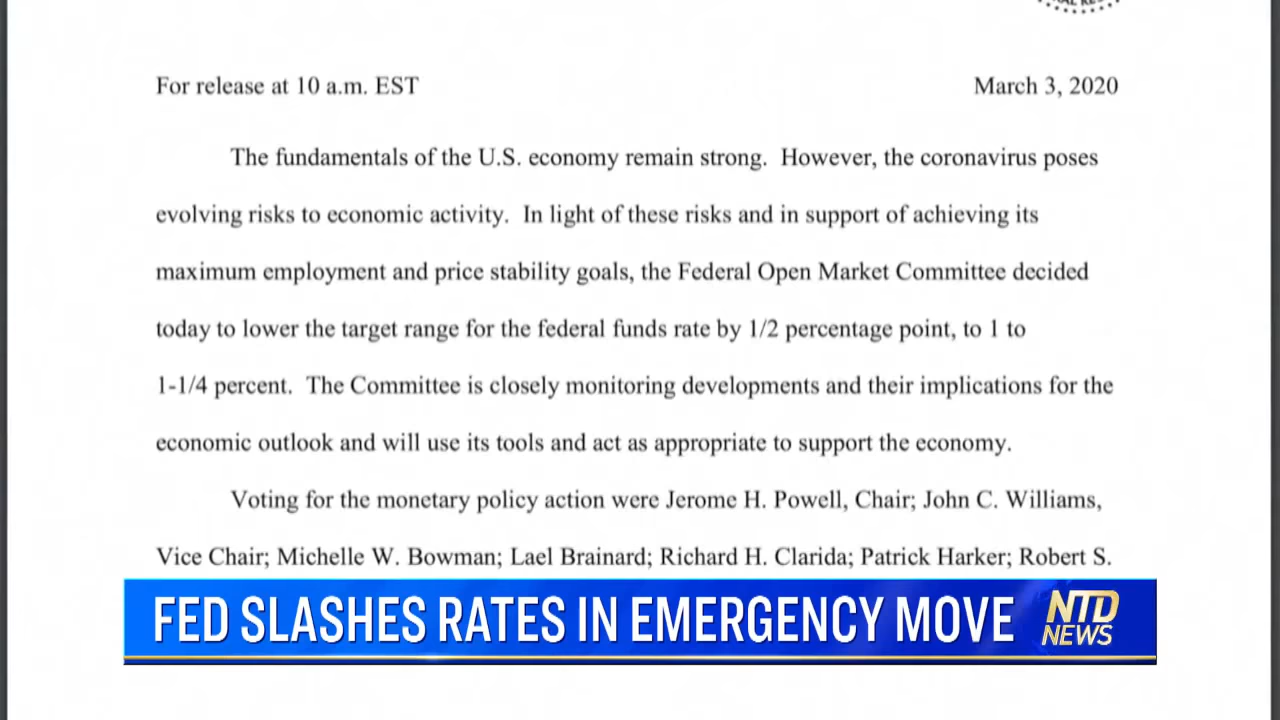 For release at 10 a.m. EST
March 3, 2020
The fundamentals of the U.S. economy remain strong. However, the coronavirus poses
evolving risks to economic activity. In light of these risks and in support of achieving its
maximum employment and price stability goals, the Federal Open Market Committee decided
today to lower the target range for the federal funds rate by 1/2 percentage point, to 1 to
1-1/4 percent. The Committee is closely monitoring developments and their implications for the
economic outlook and will use its tools and act as appropriate to support the economy.
Voting for the monetary policy action were Jerome H. Powell, Chair; John C. Williams,
Vice Chair; Michelle W. Bowman; Lael Brainard; Richard H. Clarida; Patrick Harker; Robert S.
FED SLASHES RATES IN EMERGENCY MOVE
NTD
NEWS